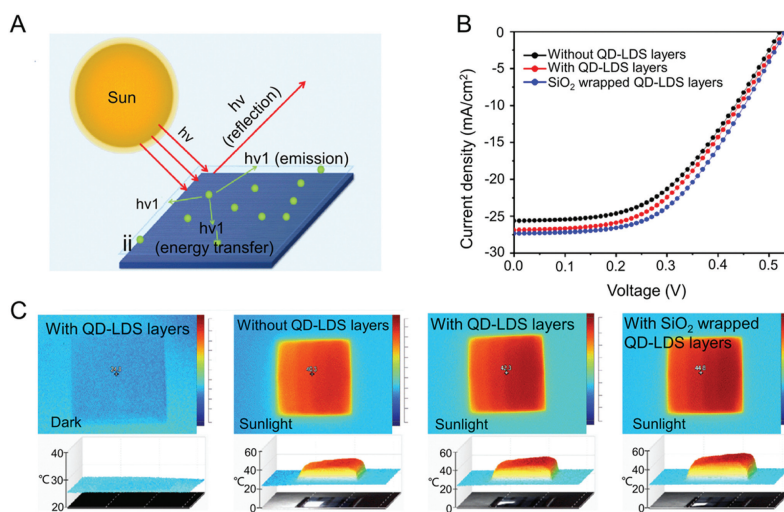 A
Sun
hv
hv
(reflection)
hv1 (emission)
hv1
hv1
(energy transfer)
ii
B
Current density (mA/cm²)
0
-5
-10
-15
-20
-25
-30
Without QD-LDS layers
With QD-LDS layers
SiO₂ wrapped QD-LDS layers
0.0
0.1
0.2
0.3
0.4
0.5
Voltage (V)
C
With QD-LDS layers
Dark
Without QD-LDS layers
Sunlight
With QD-LDS layers
Sunlight
With SiO₂ wrapped
QD-LDS layers
Sunlight
40
℃30
20
60
40
℃ 20
0
60
40
℃ 20
0
60
40
℃ 20
0